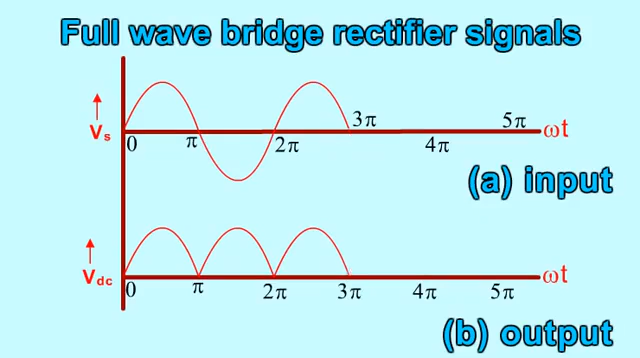 Full wave bridge rectifier signals
Vs
0
π
2π
3π
4π
5π
ωt
(a) input
Vdc
0
π
2π
3π
4π
5π
ωt
(b) output